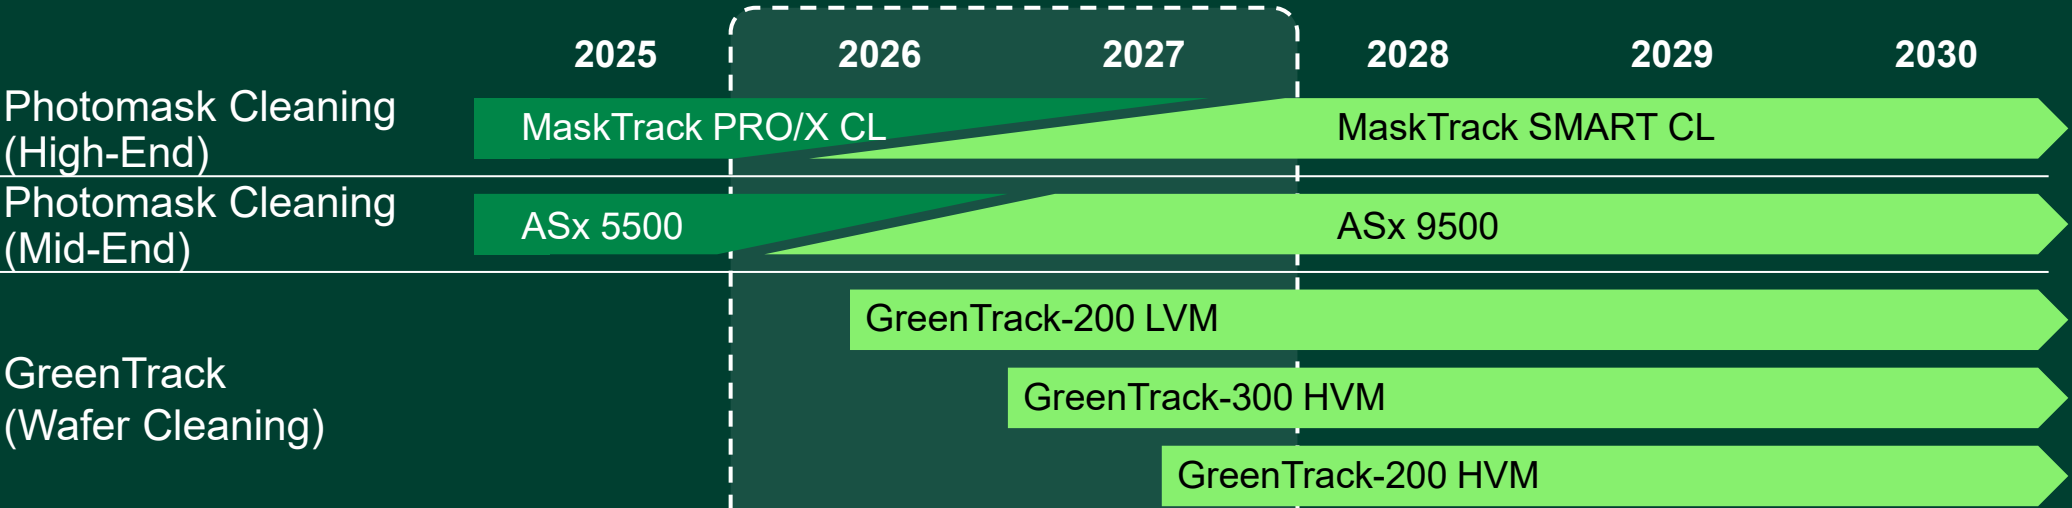 2025 2026 2027 2028 2029 2030
Photomask Cleaning
(High-End)
MaskTrack PRO/X CL MaskTrack SMART CL
Photomask Cleaning
(Mid-End)
ASx 5500 ASx 9500
GreenTrack
(Wafer Cleaning)
GreenTrack-200 LVM
GreenTrack-300 HVM
GreenTrack-200 HVM